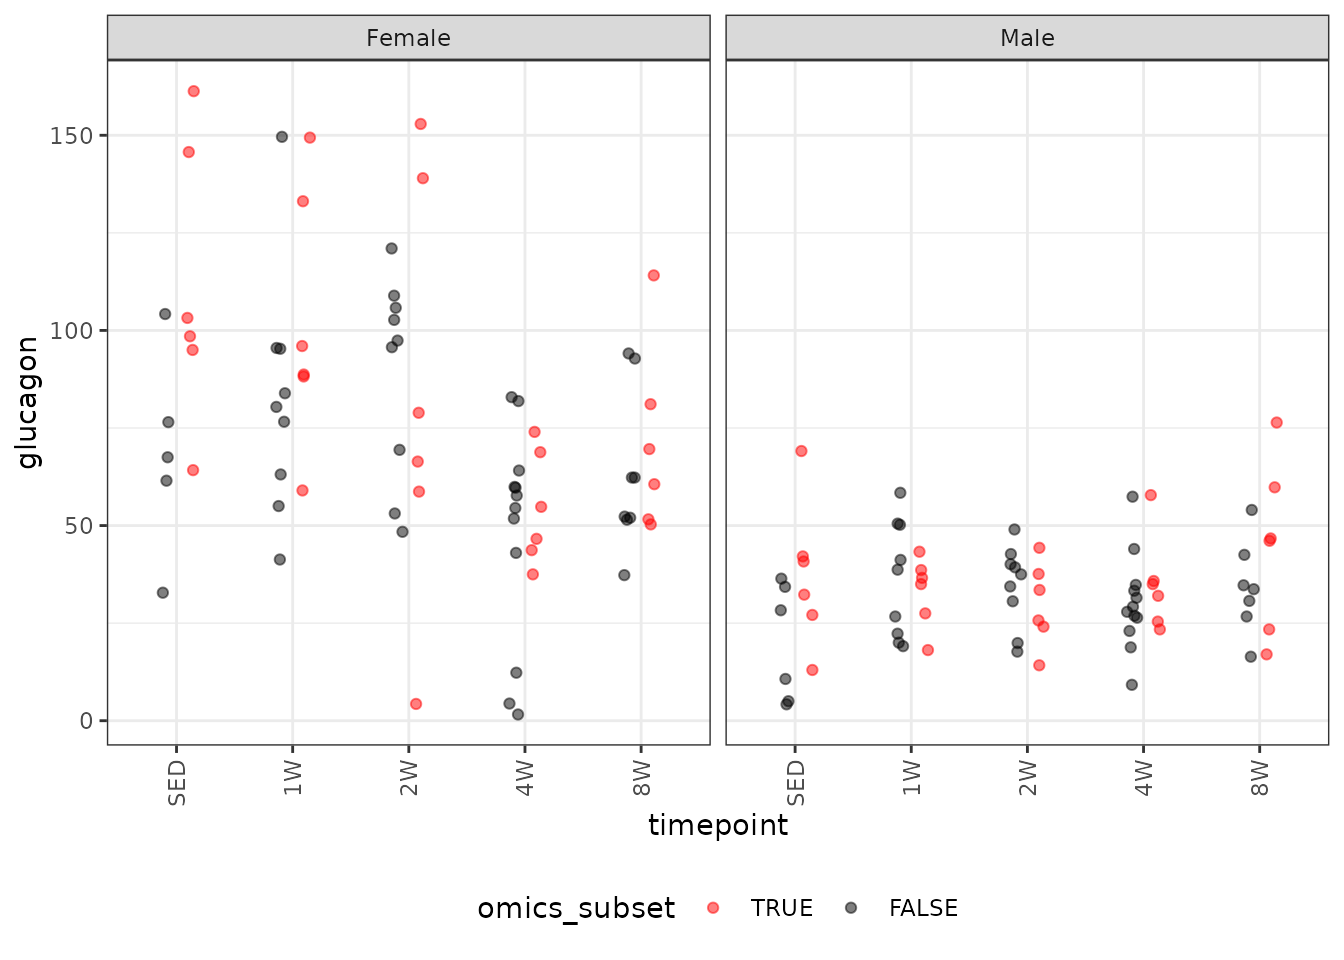 Female
Male
glucagon
150
100
50
0
SED 1W 2W 4W 8W
SED 1W 2W 4W 8W
timepoint
omics_subset TRUE FALSE